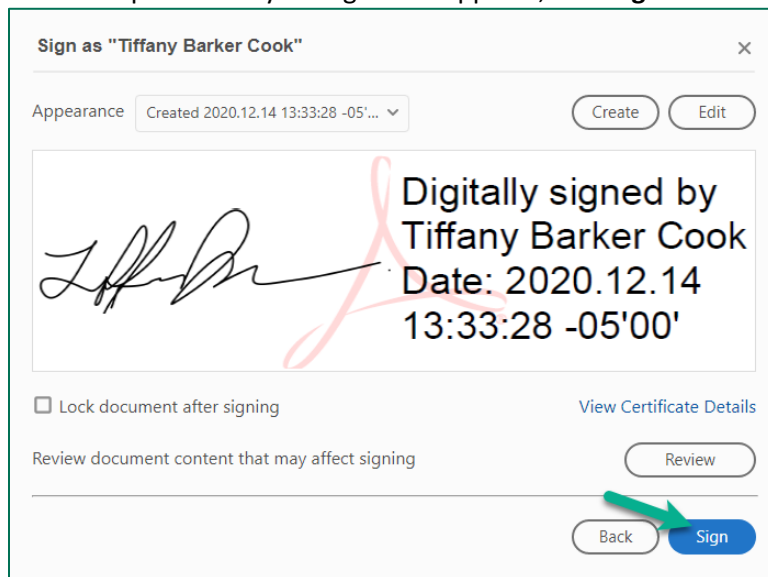 Sign as "Tiffany Barker Cook"
Appearance Created 2020.12.14 13:33:28 -05'... Create Edit
Digitally signed by
Tiffany Barker Cook
Date: 2020.12.14
13:33:28 -05'00'
Lock document after signing View Certificate Details
Review document content that may affect signing Review
Back Sign